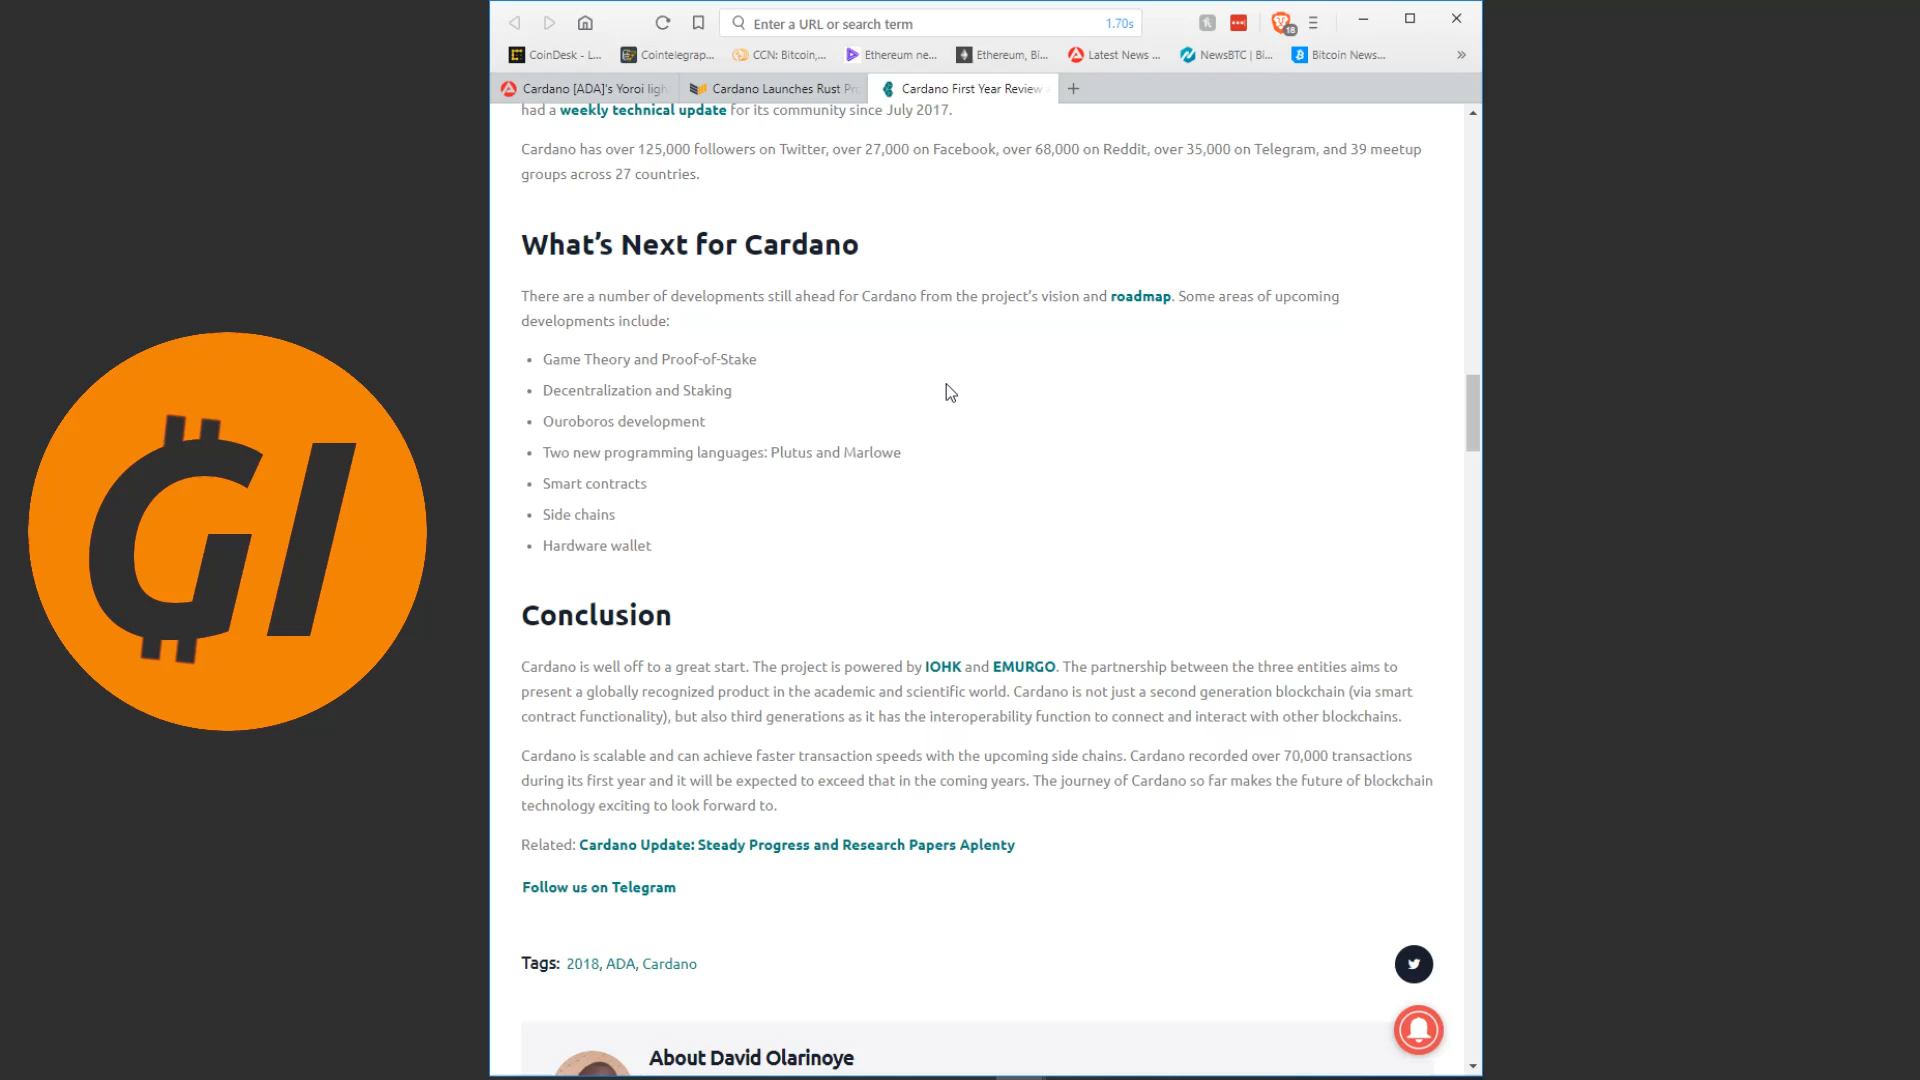 Enter a URL or search term 1.70s
18
CoinDesk - L... Cointelegrap... CCN: Bitcoin,... Ethereum ne... Ethereum, Bi... Latest News ... NewsBTC | Bi... Bitcoin News... »
Cardano [ADA]'s Yoroi ligh Cardano Launches Rust Pr Cardano First Year Review
had a weekly technical update for its community since July 2017.
Cardano has over 125,000 followers on Twitter, over 27,000 on Facebook, over 68,000 on Reddit, over 35,000 on Telegram, and 39 meetup
groups across 27 countries.
What's Next for Cardano
There are a number of developments still ahead for Cardano from the project's vision and roadmap. Some areas of upcoming
developments include:
• Game Theory and Proof-of-Stake
• Decentralization and Staking
• Ouroboros development
• Two new programming languages: Plutus and Marlowe
• Smart contracts
• Side chains
• Hardware wallet
GI
Conclusion
Cardano is well off to a great start. The project is powered by IOHK and EMURGO. The partnership between the three entities aims to
present a globally recognized product in the academic and scientific world. Cardano is not just a second generation blockchain (via smart
contract functionality), but also third generations as it has the interoperability function to connect and interact with other blockchains.
Cardano is scalable and can achieve faster transaction speeds with the upcoming side chains. Cardano recorded over 70,000 transactions
during its first year and it will be expected to exceed that in the coming years. The journey of Cardano so far makes the future of blockchain
technology exciting to look forward to.
Related: Cardano Update: Steady Progress and Research Papers Aplenty
Follow us on Telegram
Tags: 2018, ADA, Cardano
About David Olarinoye